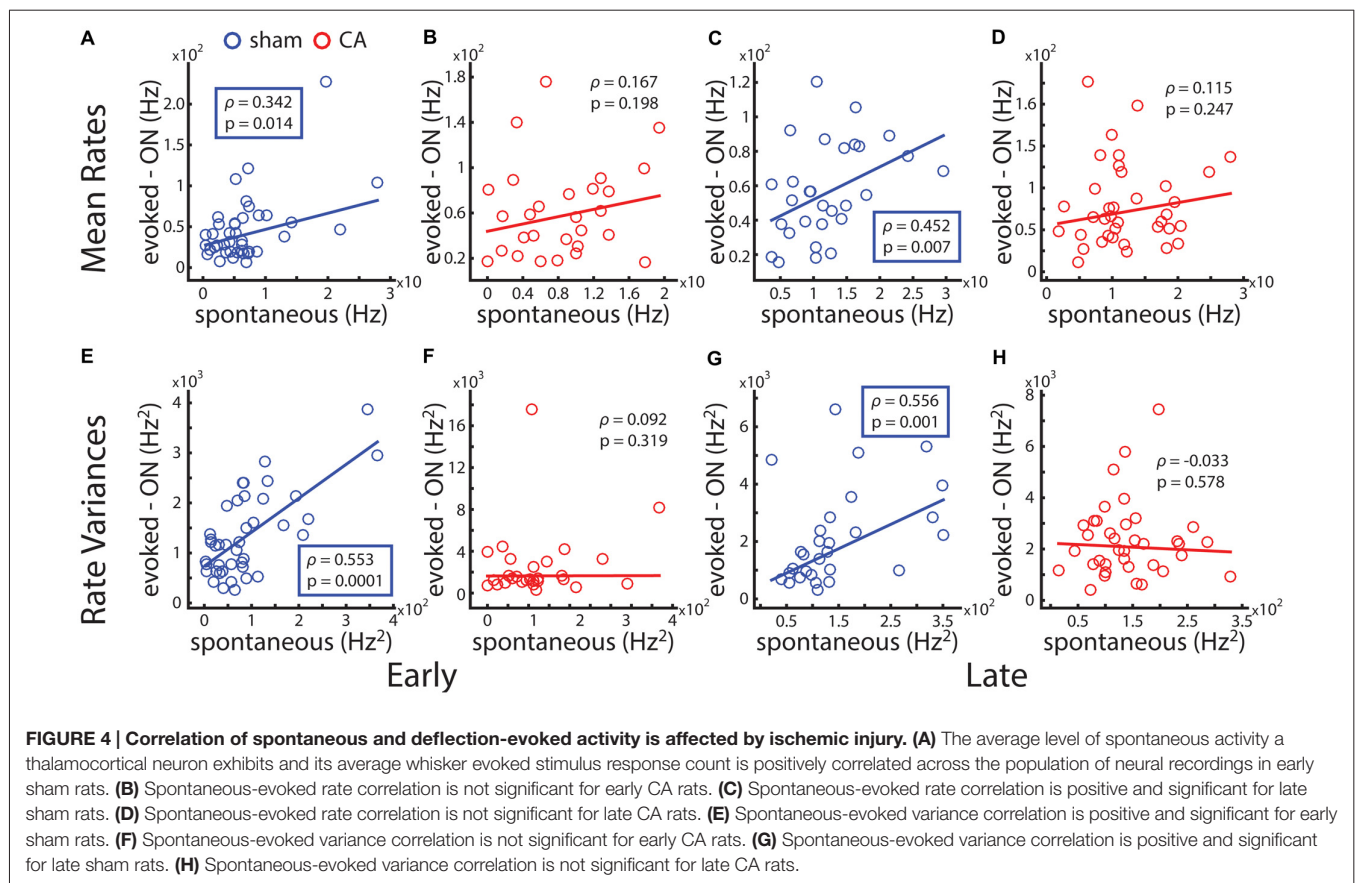 A
sham
CA
B
C
D
Mean Rates
x10²
evoked - ON (Hz)
2.0
1
0.5
0
ρ = 0.342
p = 0.014
0 1 2 3
x10
spontaneous (Hz)
x10²
evoked - ON (Hz)
1.8
1.4
1
0.6
0.2
ρ = 0.167
p = 0.198
0 0.4 0.8 1.2 1.6 2
x10
spontaneous (Hz)
x10²
evoked - ON (Hz)
1.2
1
0.8
0.6
0.4
0.2
ρ = 0.452
p = 0.007
0.5 1 1.5 2 2.5 3
x10
spontaneous (Hz)
x10²
evoked - ON (Hz)
1.6
1
1.5
0.5
0
ρ = 0.115
p = 0.247
0 1 2 3
x10
spontaneous (Hz)
E
F
G
H
Rate Variances
x10³
evoked - ON (Hz²)
4
3
2
1
0
ρ = 0.553
p = 0.0001
0 1 2 3 4
x10²
spontaneous (Hz²)
x10³
evoked - ON (Hz²)
16
12
8
4
0
ρ = 0.092
p = 0.319
0 1 2 3 4
x10²
spontaneous (Hz²)
x10³
evoked - ON (Hz²)
8
6
4
2
0
ρ = 0.556
p = 0.001
0.5 1.5 2.5 3.5
x10²
spontaneous (Hz²)
x10³
evoked - ON (Hz²)
8
6
4
2
0
ρ = -0.033
p = 0.578
0.5 1.5 2.5 3.5
x10²
spontaneous (Hz²)
Early
Late
FIGURE 4 | Correlation of spontaneous and deflection-evoked activity is affected by ischemic injury. (A) The average level of spontaneous activity a
thalamocortical neuron exhibits and its average whisker evoked stimulus response count is positively correlated across the population of neural recordings in early
sham rats. (B) Spontaneous-evoked rate correlation is not significant for early CA rats. (C) Spontaneous-evoked rate correlation is positive and significant for late
sham rats. (D) Spontaneous-evoked rate correlation is not significant for late CA rats. (E) Spontaneous-evoked variance correlation is positive and significant for early
sham rats. (F) Spontaneous-evoked variance correlation is not significant for early CA rats. (G) Spontaneous-evoked variance correlation is positive and significant
for late sham rats. (H) Spontaneous-evoked variance correlation is not significant for late CA rats.